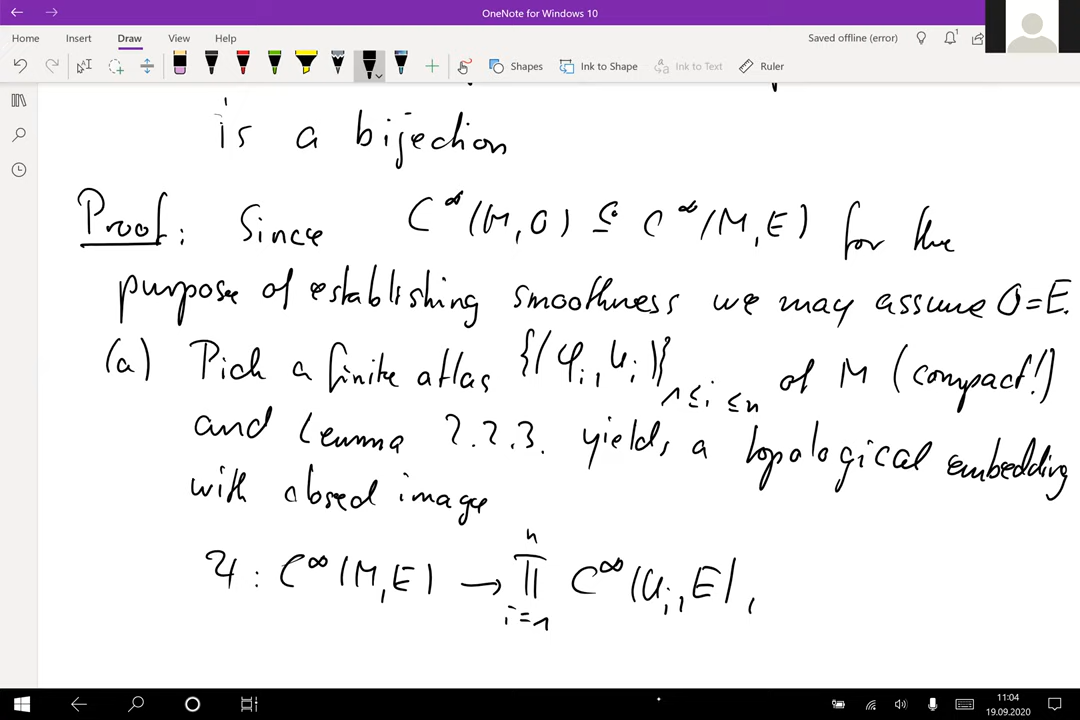 OneNote for Windows 10
Home Insert Draw View Help
Saved offline (error)
Shapes Ink to Shape Ink to Text Ruler
is a bijection
Proof: Since C^∞(M,O) ⊆ C^∞(M,E) for the
purpose of establishing smoothness we may assume O=E.
(a) Pick a finite atlas {(φ_i, U_i)}_{1≤i≤n} of M (compact!)
and Lemma 2.2.3. yields a topological embedding
with closed image
Ψ: C^∞(M,E) → ∏_{i=1}^{n} C^∞(U_i,E),
11:04
19.09.2020